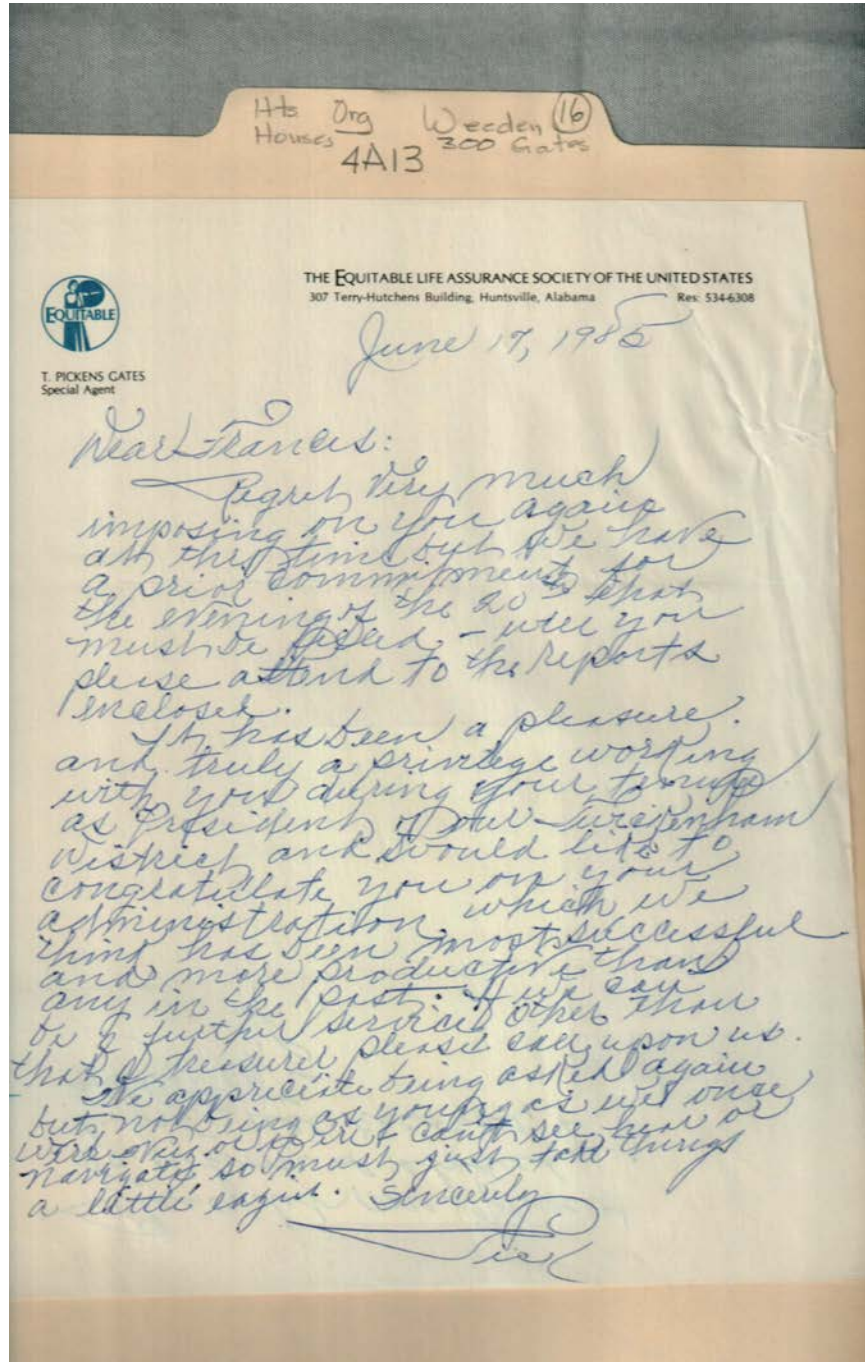 Hts Org Weeden 16
Houses 300 Gates
4A13
THE EQUITABLE LIFE ASSURANCE SOCIETY OF THE UNITED STATES
307 Terry-Hutchens Building, Huntsville, Alabama Res: 534-6308
EQUITABLE
June 17, 1985
T. PICKENS GATES
Special Agent
Dear Frances:
Regret very much
imposing on you again
at this time but we have
a prior commitment for
the evening of the 20th that
must be - will you
please attend to the reports
enclosed.
It has been a pleasure
and truly a privilege working
with you during your tenure
as President of our Twickenham
District and would like to
congratulate you on your
administration, which we
think has been most successful
and more productive than
any in the past. If we can
be of further service other than
that of treasurer please call upon us.
We appreciate being asked again
but not being as young as we once
were can't see hear or
navigate so must just take things
a little easier. Sincerely
Pick